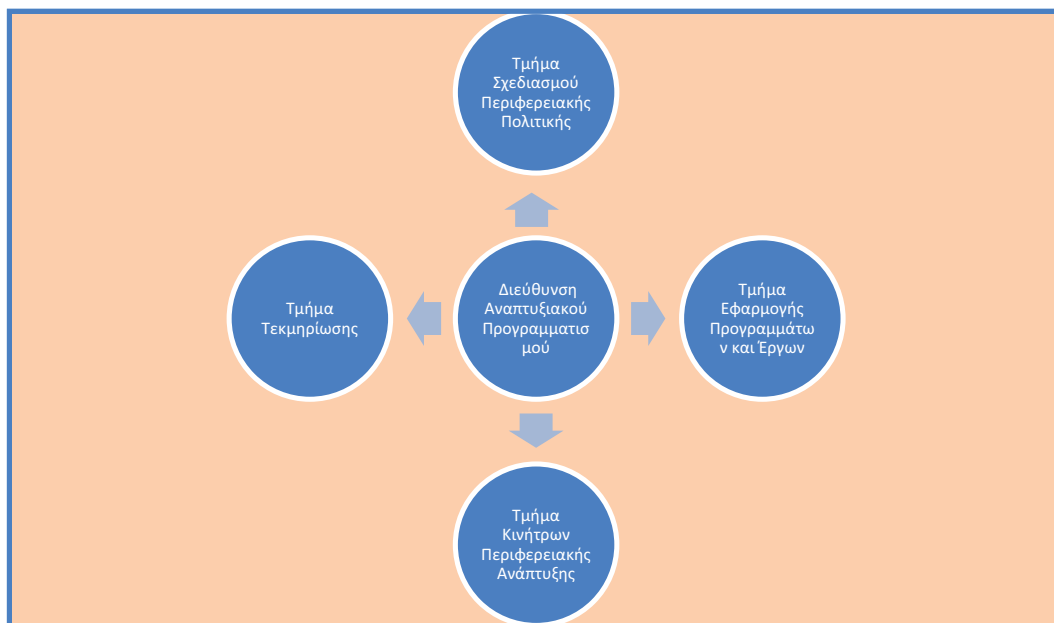 Τμήμα
Σχεδιασμού
Περιφερειακής
Πολιτικής
Τμήμα
Τεκμηρίωσης
Διεύθυνση
Αναπτυξιακού
Προγραμματισ
μού
Τμήμα
Εφαρμογής
Προγραμμάτω
ν και Έργων
Τμήμα
Κινήτρων
Περιφερειακής
Ανάπτυξης